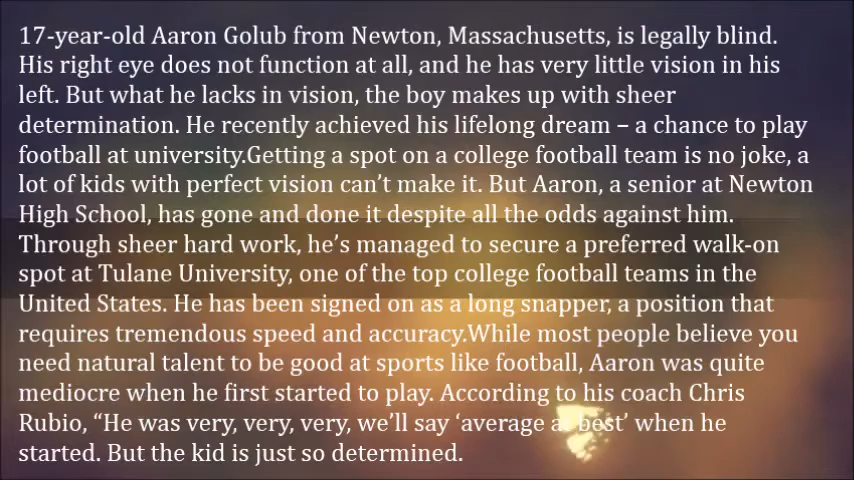 17-year-old Aaron Golub from Newton, Massachusetts, is legally blind.
His right eye does not function at all, and he has very little vision in his
left. But what he lacks in vision, the boy makes up with sheer
determination. He recently achieved his lifelong dream – a chance to play
football at university.Getting a spot on a college football team is no joke, a
lot of kids with perfect vision can’t make it. But Aaron, a senior at Newton
High School, has gone and done it despite all the odds against him.
Through sheer hard work, he’s managed to secure a preferred walk-on
spot at Tulane University, one of the top college football teams in the
United States. He has been signed on as a long snapper, a position that
requires tremendous speed and accuracy.While most people believe you
need natural talent to be good at sports like football, Aaron was quite
mediocre when he first started to play. According to his coach Chris
Rubio, “He was very, very, very, we’ll say ‘average at best’ when he
started. But the kid is just so determined.